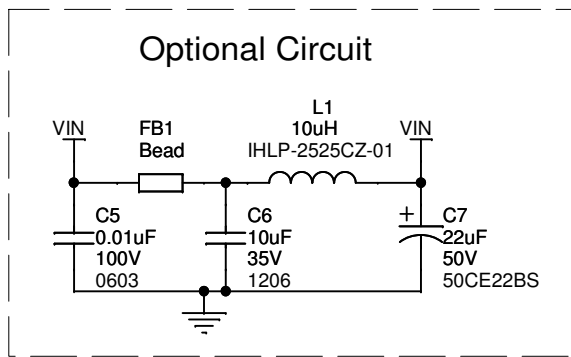 Optional Circuit
VIN
FB1
Bead
L1
10uH
IHLP-2525CZ-01
VIN
C5
0.01uF
100V
0603
C6
10uF
35V
1206
+
C7
22uF
50V
50CE22BS